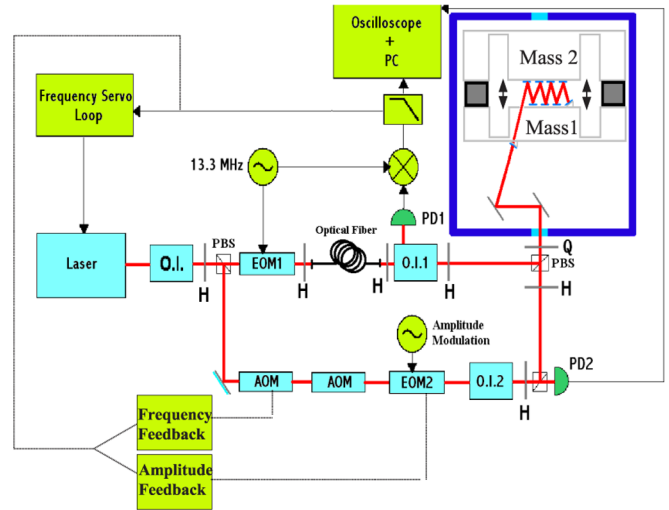 Oscilloscope
+
PC
Mass 2
Mass1
Frequency Servo
Loop
13.3 MHz
PD1
Optical Fiber
PBS
Laser
O.I.
EOM1
O.I.1
Q
PBS
H
H
H
H
H
Amplitude
Modulation
PD2
AOM
AOM
EOM2
O.I.2
H
Frequency
Feedback
Amplitude
Feedback